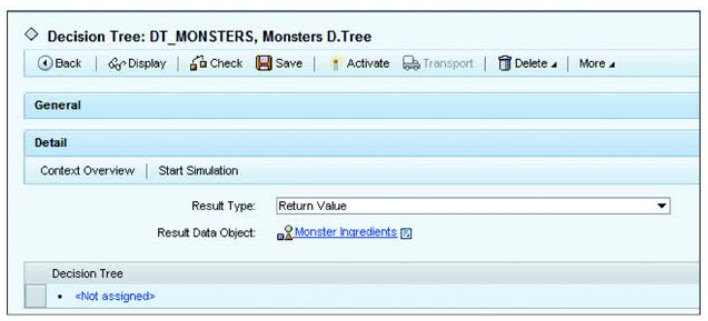 Decision Tree: DT_MONSTERS, Monsters D.Tree
Back | Display | Check Save | Activate Transport | Delete | More
General
Detail
Context Overview | Start Simulation
Result Type: Return Value
Result Data Object: Monster Ingredients
Decision Tree
• <Not assigned>